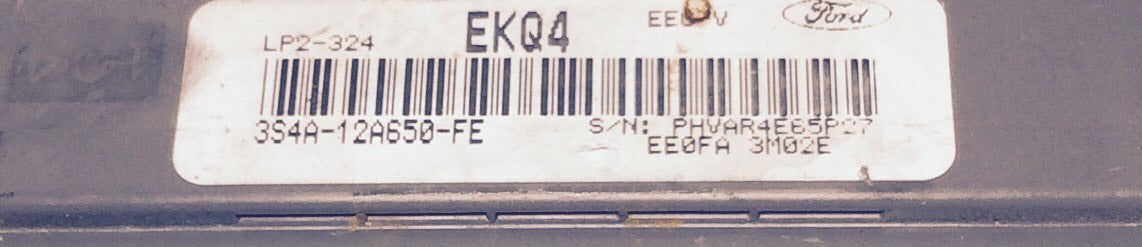 EKQ4
Ford
LP2-324
3S4A-12A650-FE
S/N: PHVAR4E65P27
EE0FA 3M02E